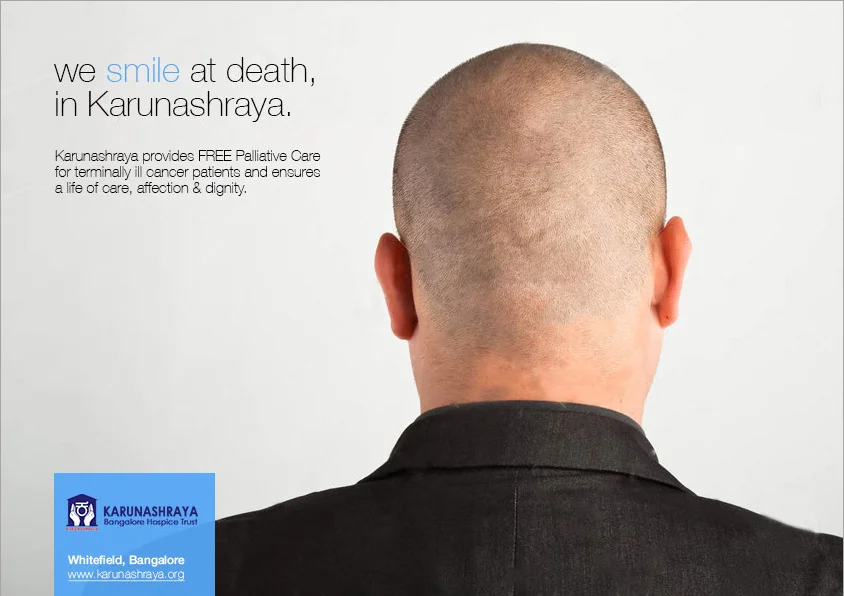 we smile at death,
in Karunashraya.
Karunashraya provides FREE Palliative Care
for terminally ill cancer patients and ensures
a life of care, affection & dignity.
KARUNASHRAYA
Bangalore Hospice Trust
Whitefield, Bangalore
www.karunashraya.org